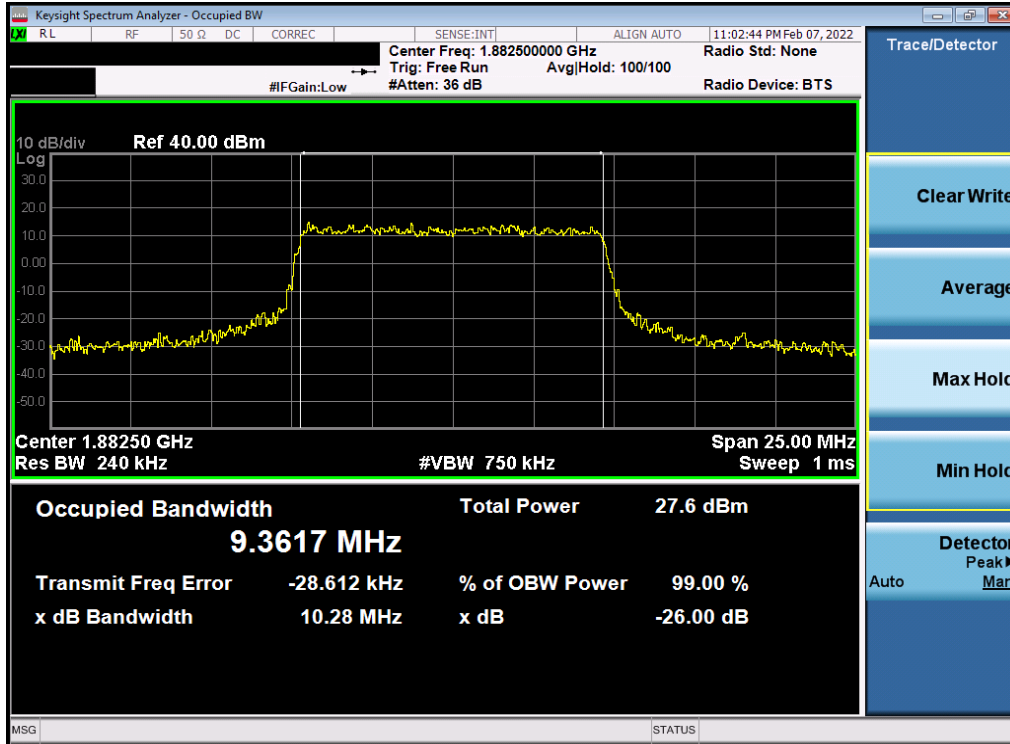 Keysight Spectrum Analyzer - Occupied BW
LXI RL RF 50 Ω DC CORREC SENSE:INT ALIGN AUTO 11:02:44 PM Feb 07, 2022
Center Freq: 1.882500000 GHz Radio Std: None
Trig: Free Run Avg|Hold: 100/100
#IFGain:Low #Atten: 36 dB Radio Device: BTS
10 dB/div Ref 40.00 dBm
Log
30.0
20.0
10.0
0.00
-10.0
-20.0
-30.0
-40.0
-50.0
Center 1.88250 GHz Span 25.00 MHz
Res BW 240 kHz #VBW 750 kHz Sweep 1 ms
Occupied Bandwidth Total Power 27.6 dBm
9.3617 MHz
Transmit Freq Error -28.612 kHz % of OBW Power 99.00 %
x dB Bandwidth 10.28 MHz x dB -26.00 dB
MSG STATUS
Trace/Detector
Clear Write
Average
Max Hold
Min Hold
Detector
Peak
Auto Man